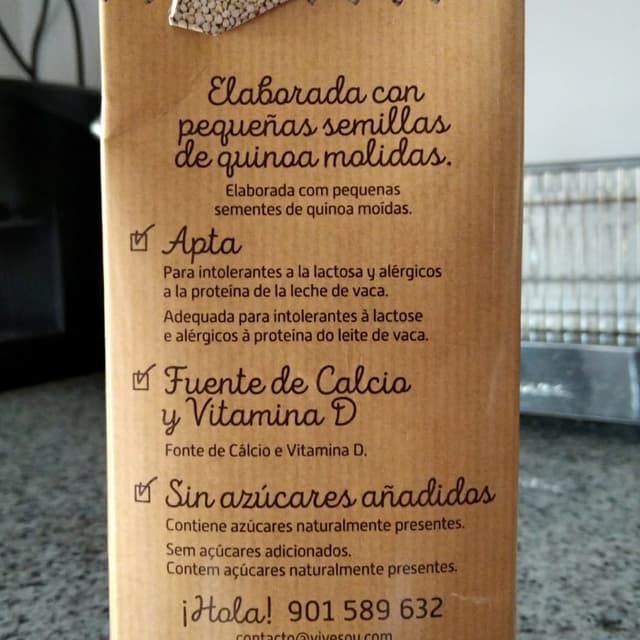 Elaborada con
pequeñas semillas
de quinoa molidas.
Elaborada com pequenas
sementes de quinoa moídas.
Apta
Para intolerantes a la lactosa y alérgicos
a la proteína de la leche de vaca.
Adequada para intolerantes à lactose
e alérgicos à proteína do leite de vaca.
Fuente de Calcio
y Vitamina D
Fonte de Cálcio e Vitamina D.
Sin azúcares añadidos
Contiene azúcares naturalmente presentes.
Sem açúcares adicionados.
Contem açúcares naturalmente presentes.
¡Hola! 901 589 632
contacto@vivesoy.com